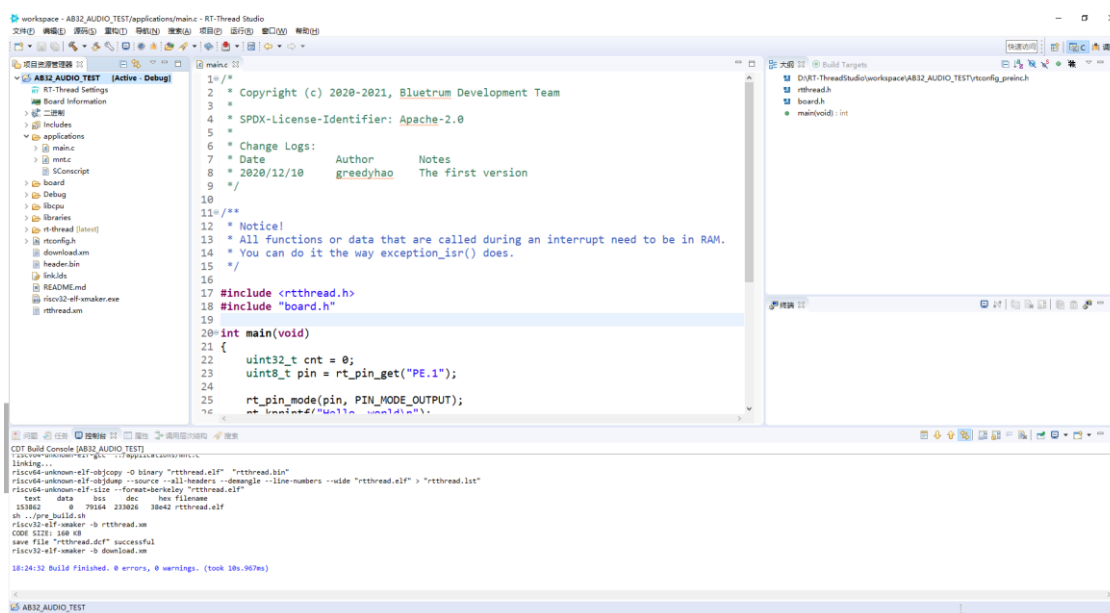 workspace - AB32_AUDIO_TEST/applications/main.c - RT-Thread Studio
文件(F) 编辑(E) 源码(S) 重构(T) 导航(N) 搜索(A) 项目(P) 运行(R) 窗口(W) 帮助(H)
快速访问 C 调
项目资源管理器
AB32_AUDIO_TEST [Active - Debug]
RT-Thread Settings
Board Information
二进制
Includes
applications
main.c
mnt.c
SConscript
board
Debug
libcpu
libraries
rt-thread [latest]
rtconfig.h
download.xm
header.bin
link.lds
README.md
riscv32-elf-xmaker.exe
rtthread.xm
main.c
1 /*
2 * Copyright (c) 2020-2021, Bluetrum Development Team
3 *
4 * SPDX-License-Identifier: Apache-2.0
5 *
6 * Change Logs:
7 * Date Author Notes
8 * 2020/12/10 greedyhao The first version
9 */
10
11 /**
12 * Notice!
13 * All functions or data that are called during an interrupt need to be in RAM.
14 * You can do it the way exception_isr() does.
15 */
16
17 #include <rtthread.h>
18 #include "board.h"
19
20 int main(void)
21 {
22 uint32_t cnt = 0;
23 uint8_t pin = rt_pin_get("PE.1");
24
25 rt_pin_mode(pin, PIN_MODE_OUTPUT);
26 rt_kprintf("Hello, world\n");
大纲 Build Targets
D:\RT-ThreadStudio\workspace\AB32_AUDIO_TEST/rtconfig_preinc.h
rtthread.h
board.h
main(void) : int
终端
问题 任务 控制台 属性 调用层次结构 搜索
CDT Build Console [AB32_AUDIO_TEST]
riscv64-unknown-elf-gcc "../applications/mnt.c"
linking...
riscv64-unknown-elf-objcopy -O binary "rtthread.elf" "rtthread.bin"
riscv64-unknown-elf-objdump --source --all-headers --demangle --line-numbers --wide "rtthread.elf" > "rtthread.lst"
riscv64-unknown-elf-size --format=berkeley "rtthread.elf"
text data bss dec hex filename
153862 0 79164 233026 38e42 rtthread.elf
sh ../pre_build.sh
riscv32-elf-xmaker -b rtthread.xm
CODE SIZE: 160 KB
save file "rtthread.dcf" successful
riscv32-elf-xmaker -b download.xm
18:24:32 Build Finished. 0 errors, 0 warnings. (took 10s.967ms)
AB32_AUDIO_TEST